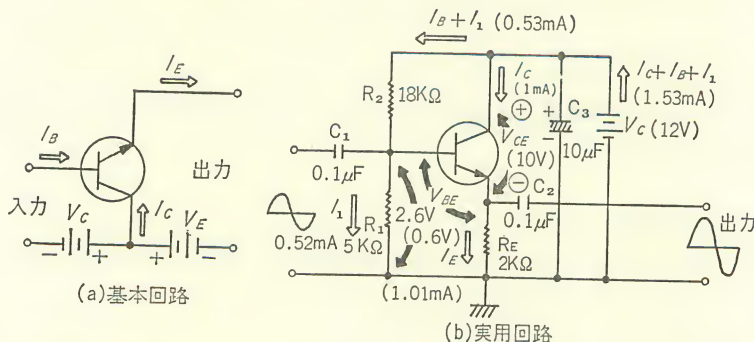 I_E
I_B
出力
入力
V_C
I_C
V_E
− + + −
(a)基本回路
I_B+I_1 (0.53mA)
R_2
18KΩ
I_C
(1mA)
⊕
V_CE
(10V)
⊖
C_3
+
−
10μF
I_C+I_B+I_1
(1.53mA)
V_C(12V)
C_1
0.1μF
V_BE
C_2
0.1μF
I_1
0.52mA
R_1
5KΩ
2.6V
(0.6V)
I_E
(1.01mA)
R_E
2KΩ
出力
(b)実用回路